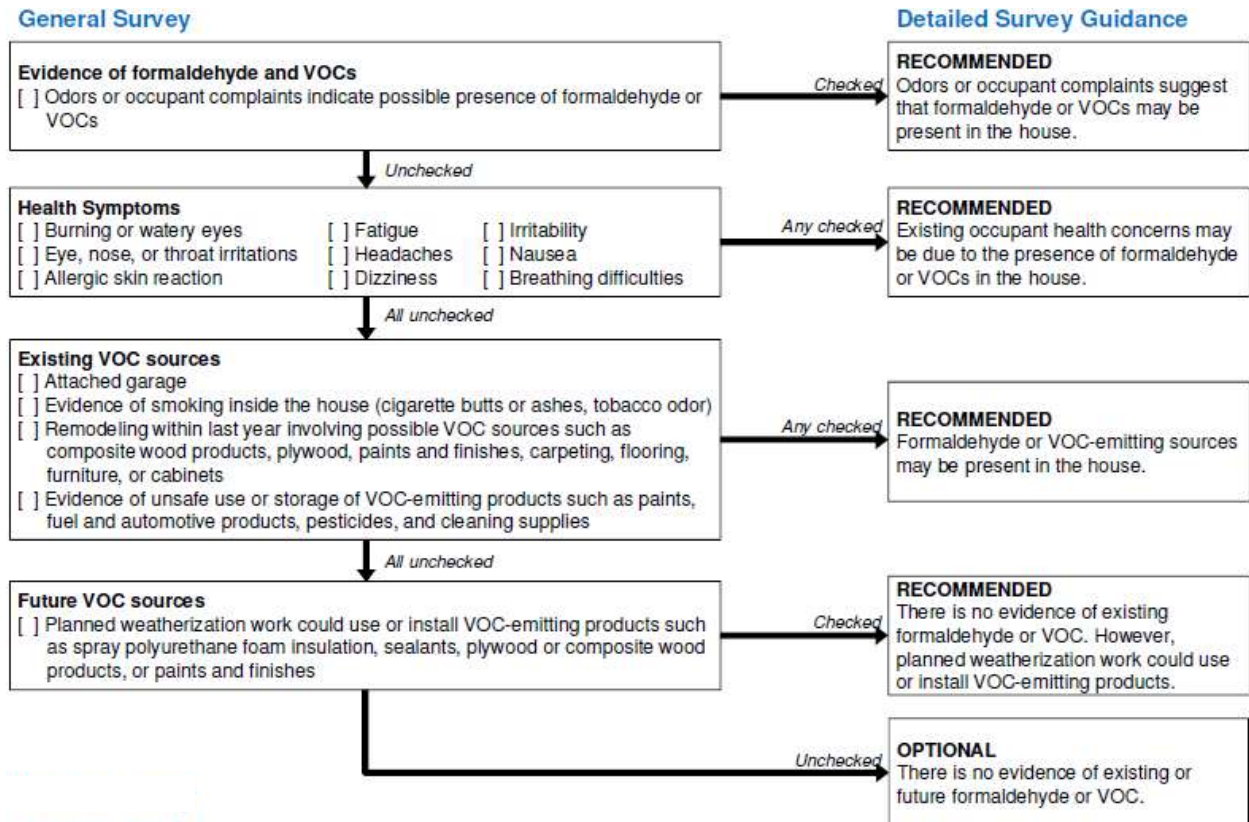 General Survey
Detailed Survey Guidance
Evidence of formaldehyde and VOCs
[ ] Odors or occupant complaints indicate possible presence of formaldehyde or
VOCs
Checked
RECOMMENDED
Odors or occupant complaints suggest
that formaldehyde or VOCs may be
present in the house.
Unchecked
Health Symptoms
[ ] Burning or watery eyes [ ] Fatigue [ ] Irritability
[ ] Eye, nose, or throat irritations [ ] Headaches [ ] Nausea
[ ] Allergic skin reaction [ ] Dizziness [ ] Breathing difficulties
Any checked
RECOMMENDED
Existing occupant health concerns may
be due to the presence of formaldehyde
or VOCs in the house.
All unchecked
Existing VOC sources
[ ] Attached garage
[ ] Evidence of smoking inside the house (cigarette butts or ashes, tobacco odor)
[ ] Remodeling within last year involving possible VOC sources such as
composite wood products, plywood, paints and finishes, carpeting, flooring,
furniture, or cabinets
[ ] Evidence of unsafe use or storage of VOC-emitting products such as paints,
fuel and automotive products, pesticides, and cleaning supplies
Any checked
RECOMMENDED
Formaldehyde or VOC-emitting sources
may be present in the house.
All unchecked
Future VOC sources
[ ] Planned weatherization work could use or install VOC-emitting products such
as spray polyurethane foam insulation, sealants, plywood or composite wood
products, or paints and finishes
Checked
RECOMMENDED
There is no evidence of existing
formaldehyde or VOC. However,
planned weatherization work could use
or install VOC-emitting products.
Unchecked
OPTIONAL
There is no evidence of existing or
future formaldehyde or VOC.